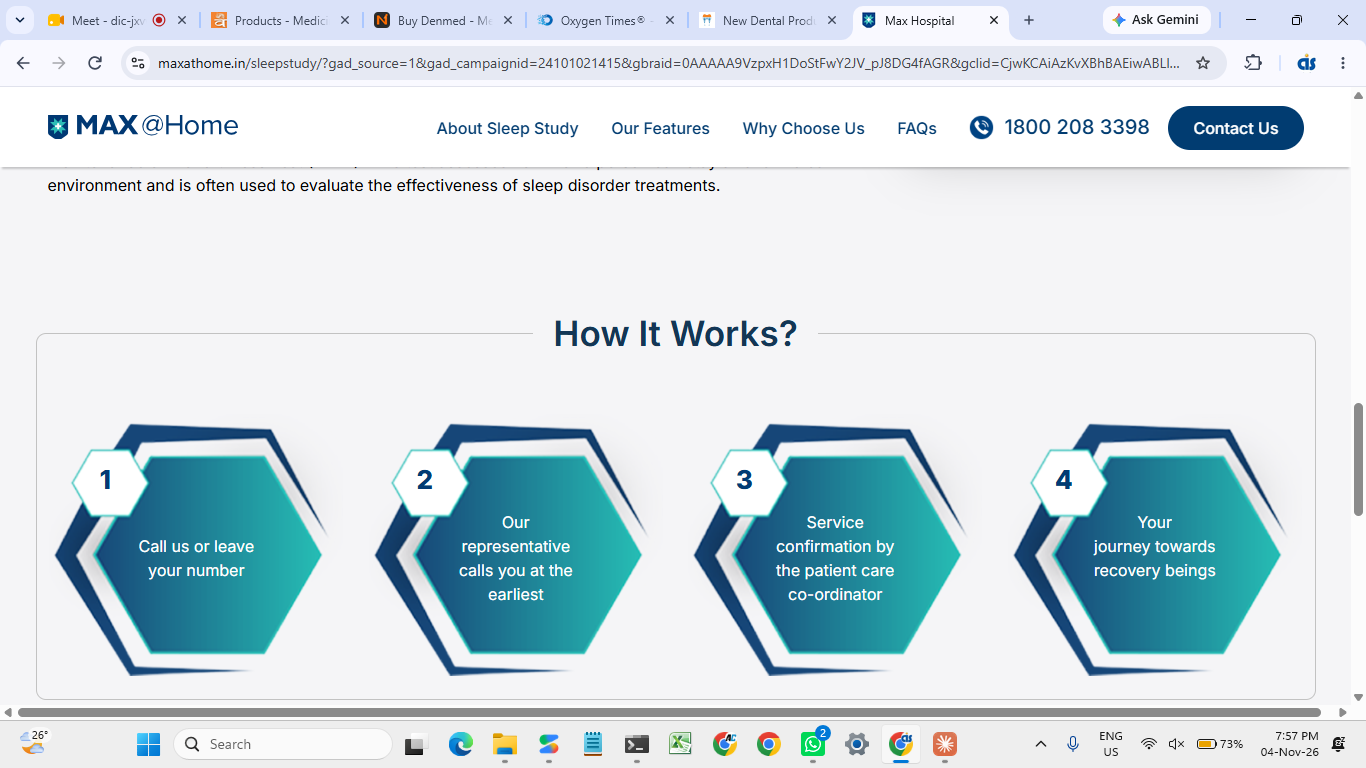 Meet - dic-jxv
Products - Medici
Buy Denmed - Me
Oxygen Times® -
New Dental Prod
Max Hospital
Ask Gemini
maxathome.in/sleepstudy/?gad_source=1&gad_campaignid=24101021415&gbraid=0AAAAA9VzpxH1DoStFwY2JV_pJ8DG4fAGR&gclid=CjwKCAiAzKvXBhBAEiwABLI...
MAX@Home
About Sleep Study
Our Features
Why Choose Us
FAQs
1800 208 3398
Contact Us
environment and is often used to evaluate the effectiveness of sleep disorder treatments.
How It Works?
1
Call us or leave
your number
2
Our
representative
calls you at the
earliest
3
Service
confirmation by
the patient care
co-ordinator
4
Your
journey towards
recovery beings
26°
Search
2
ENG
US
73%
7:57 PM
04-Nov-26